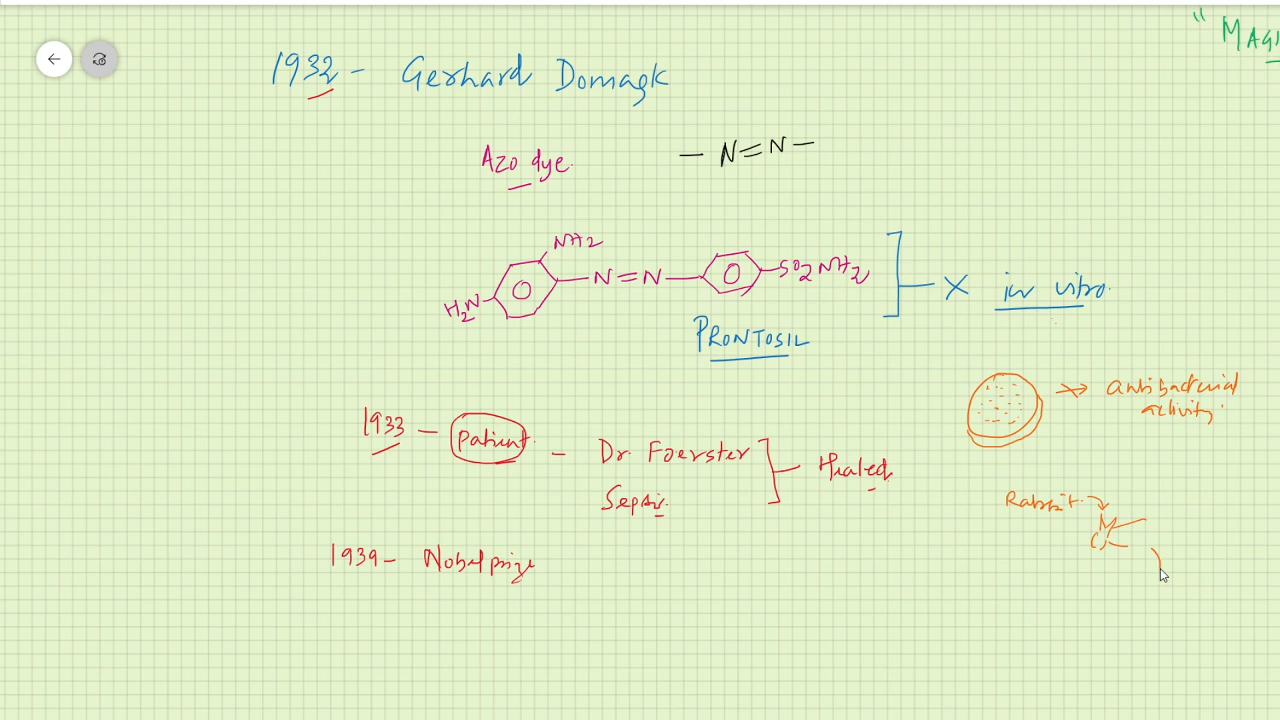 " MAGI
1932 - Gerhard Domagk
Azo dye.
- N=N -
NH2
H2N
N=N
SO2NH2
X in vitro.
PRONTOSIL
antibacterial
activity.
1933 - patient. - Dr. Foerster
Sepsis.
Healed
Rabbit
1939 - Nobel prize